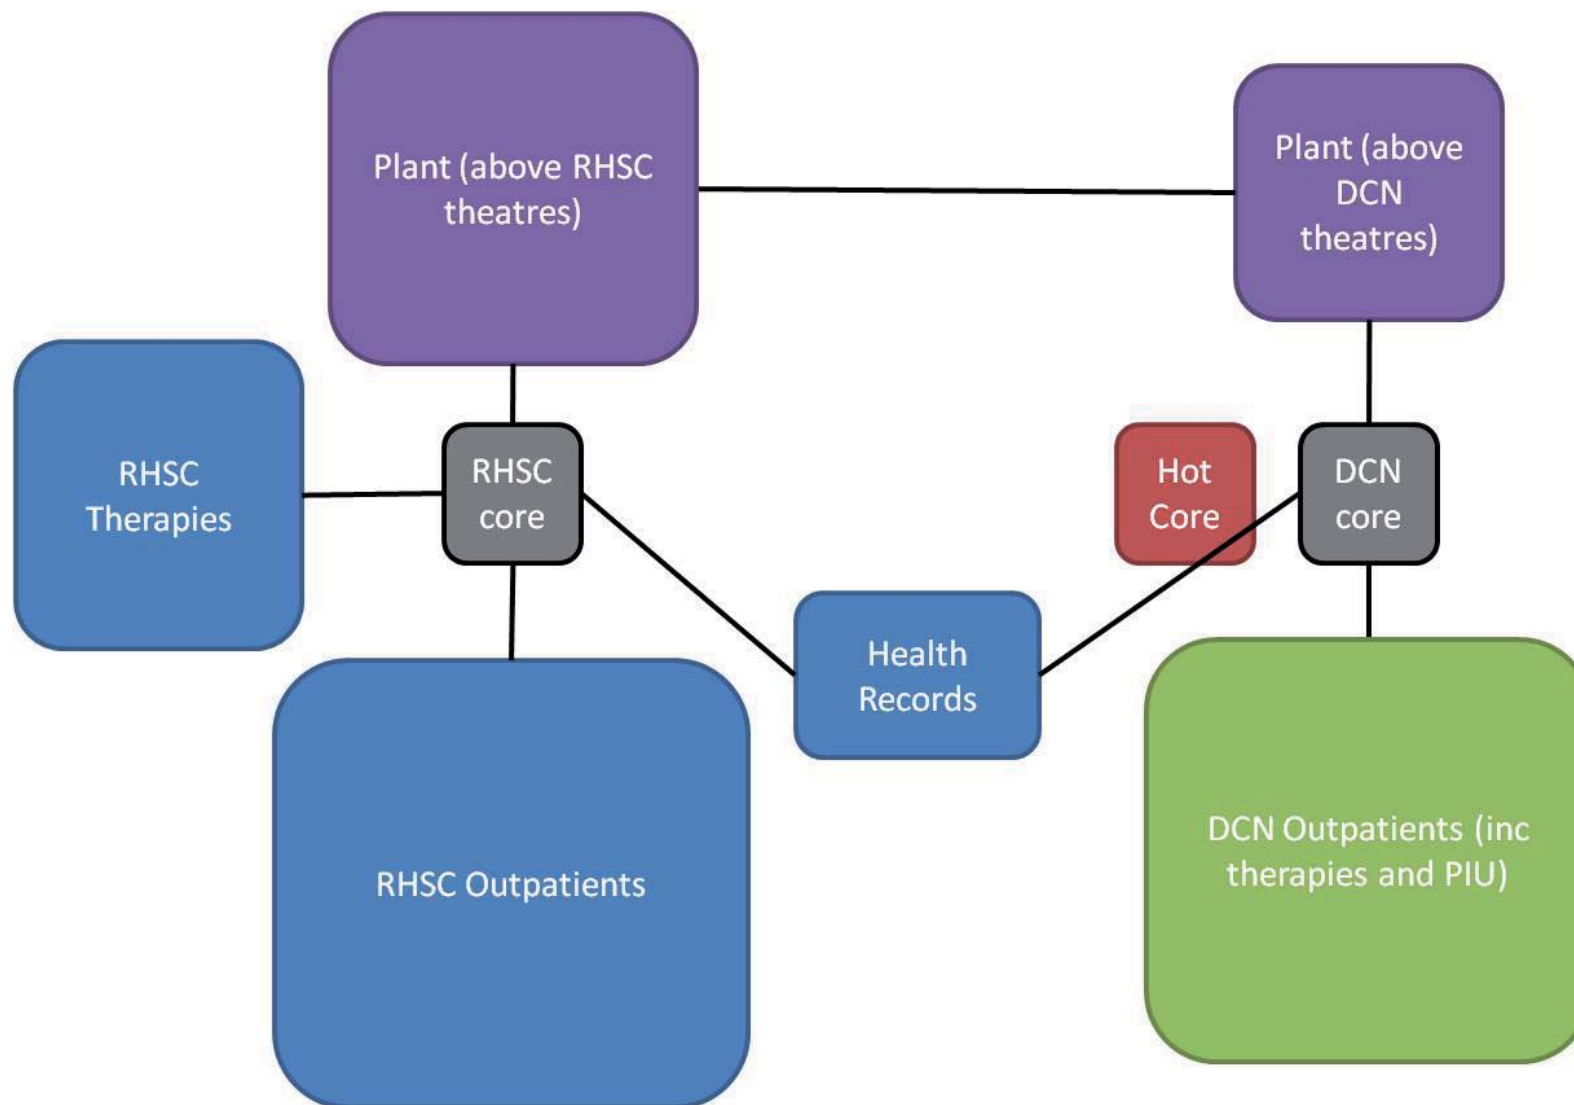 Plant (above RHSC
theatres)
Plant (above
DCN
theatres)
RHSC
Therapies
RHSC
core
Hot
Core
DCN
core
Health
Records
RHSC Outpatients
DCN Outpatients (inc
therapies and PIU)